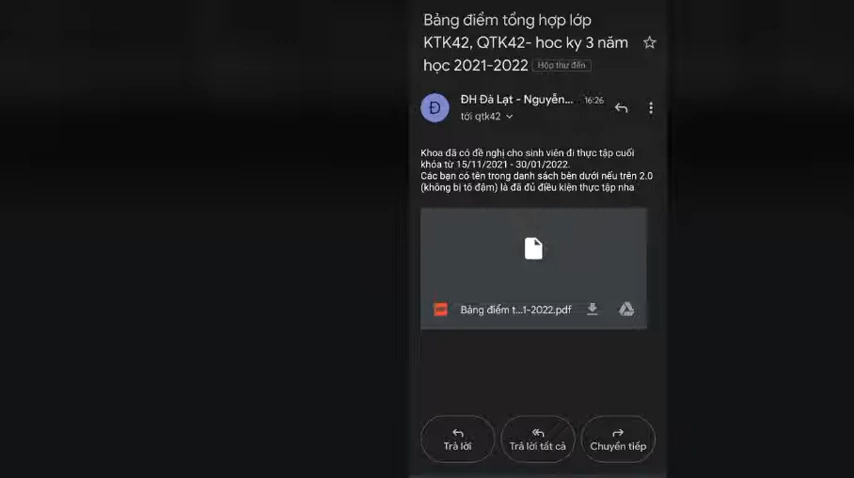 Bảng điểm tổng hợp lớp
KTK42, QTK42- hoc ky 3 năm
học 2021-2022 Hộp thư đến
Đ
ĐH Đà Lạt - Nguyễn... 16:26
tới qtk42
Khoa đã có đề nghị cho sinh viên đi thực tập cuối
khóa từ 15/11/2021 - 30/01/2022.
Các bạn có tên trong danh sách bên dưới nếu trên 2.0
(không bị tô đậm) là đã đủ điều kiện thực tập nha
Bảng điểm t...1-2022.pdf
Trả lời
Trả lời tất cả
Chuyển tiếp